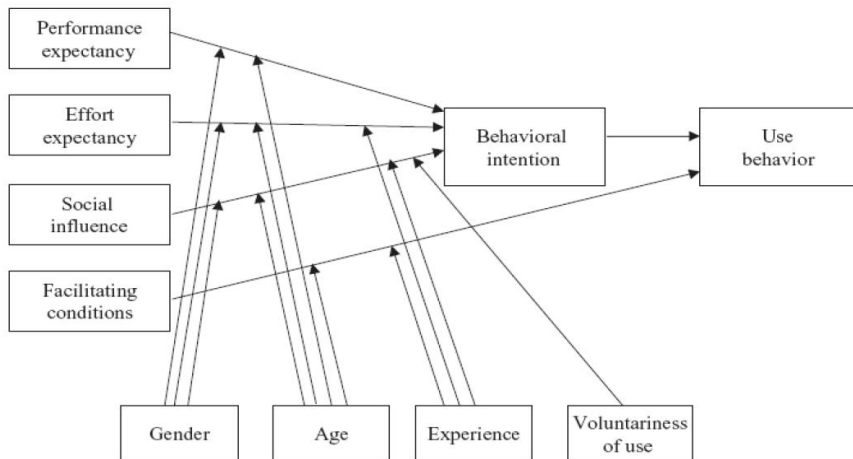 Performance
expectancy
Effort
expectancy
Social
influence
Facilitating
conditions
Behavioral
intention
Use
behavior
Gender
Age
Experience
Voluntariness
of use